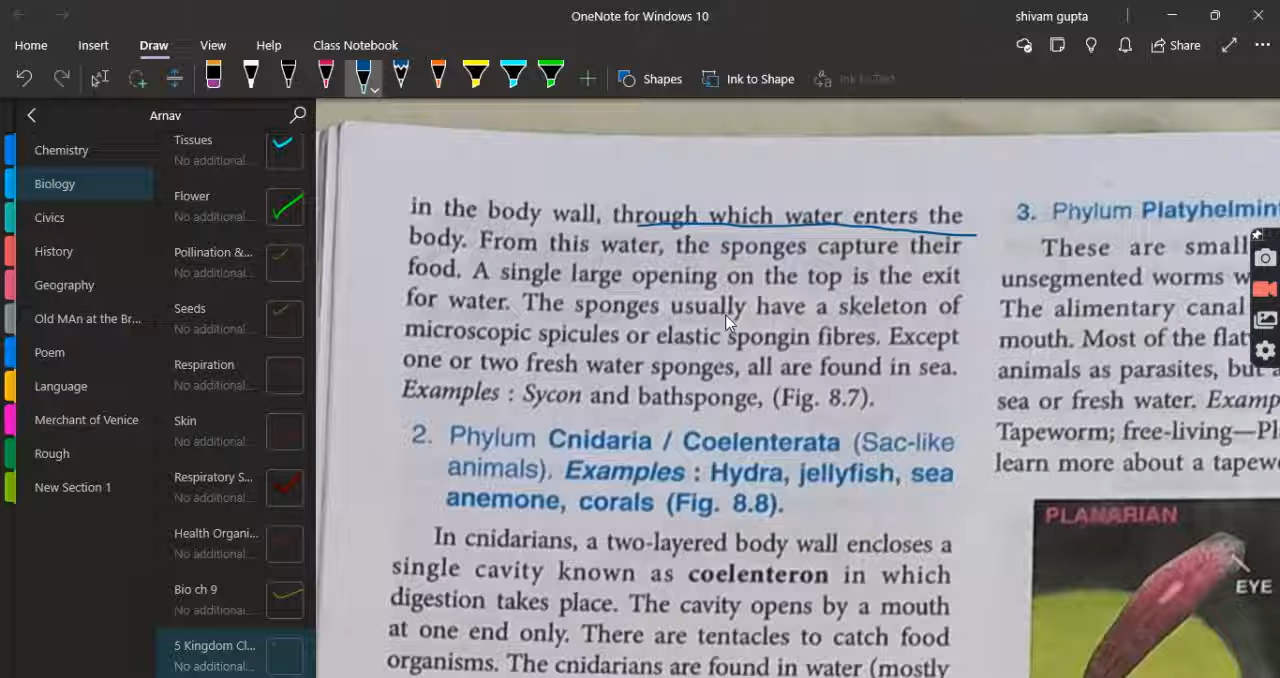 OneNote for Windows 10
shivam gupta
Home
Insert
Draw
View
Help
Class Notebook
Share
Shapes
Ink to Shape
Ink to Text
Arnav
Chemistry
Biology
Civics
History
Geography
Old MAn at the Br...
Poem
Language
Merchant of Venice
Rough
New Section 1
Tissues
No additional...
Flower
No additional...
Pollination &...
No additional...
Seeds
No additional...
Respiration
No additional...
Skin
No additional...
Respiratory S...
No additional...
Health Organi...
No additional...
Bio ch 9
No additional...
5 Kingdom Cl...
No additional...
in the body wall, through which water enters the
body. From this water, the sponges capture their
food. A single large opening on the top is the exit
for water. The sponges usually have a skeleton of
microscopic spicules or elastic spongin fibres. Except
one or two fresh water sponges, all are found in sea.
Examples : Sycon and bathsponge, (Fig. 8.7).
2. Phylum Cnidaria / Coelenterata (Sac-like
animals). Examples : Hydra, jellyfish, sea
anemone, corals (Fig. 8.8).
In cnidarians, a two-layered body wall encloses a
single cavity known as coelenteron in which
digestion takes place. The cavity opens by a mouth
at one end only. There are tentacles to catch food
organisms. The cnidarians are found in water (mostly
3. Phylum Platyhelmint
These are small
unsegmented worms w
The alimentary canal
mouth. Most of the flat
animals as parasites, but a
sea or fresh water. Examp
Tapeworm; free-living—Pl
learn more about a tapew
PLANARIAN
EYE